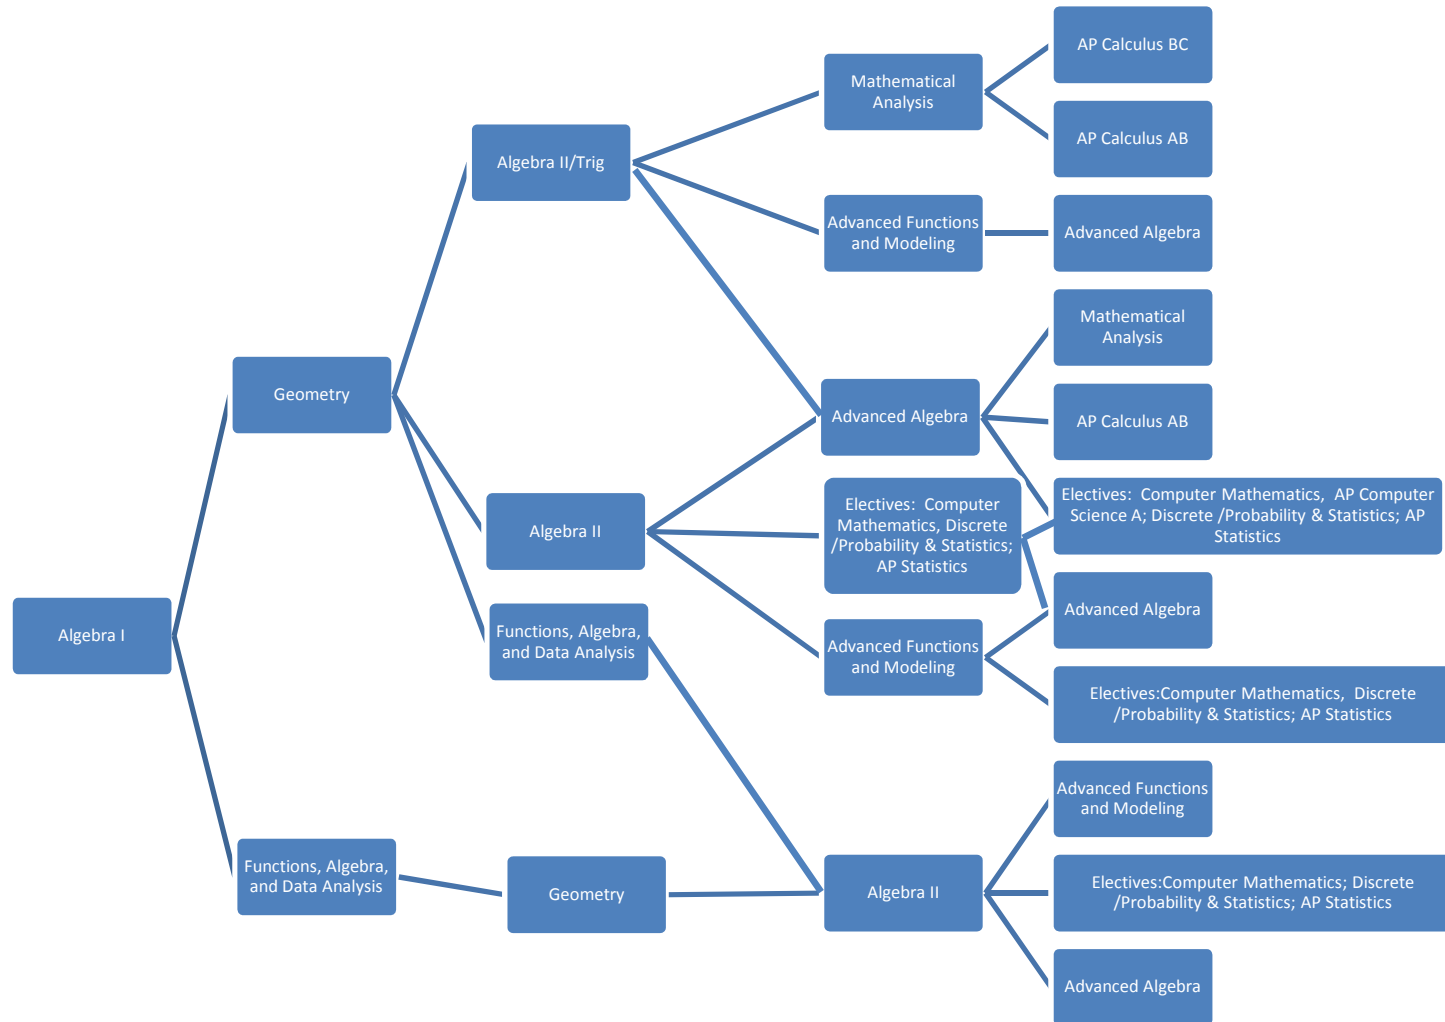 Algebra I
Geometry
Functions, Algebra,
and Data Analysis
Algebra II/Trig
Algebra II
Functions, Algebra,
and Data Analysis
Geometry
Mathematical
Analysis
Advanced Functions
and Modeling
Advanced Algebra
Electives:  Computer
Mathematics, Discrete
/Probability & Statistics;
AP Statistics
Advanced Functions
and Modeling
Algebra II
AP Calculus BC
AP Calculus AB
Advanced Algebra
Mathematical
Analysis
AP Calculus AB
Electives:  Computer Mathematics,  AP Computer
Science A; Discrete /Probability & Statistics; AP
Statistics
Advanced Algebra
Electives:Computer Mathematics,  Discrete
/Probability & Statistics; AP Statistics
Advanced Functions
and Modeling
Electives:Computer Mathematics; Discrete
/Probability & Statistics; AP Statistics
Advanced Algebra